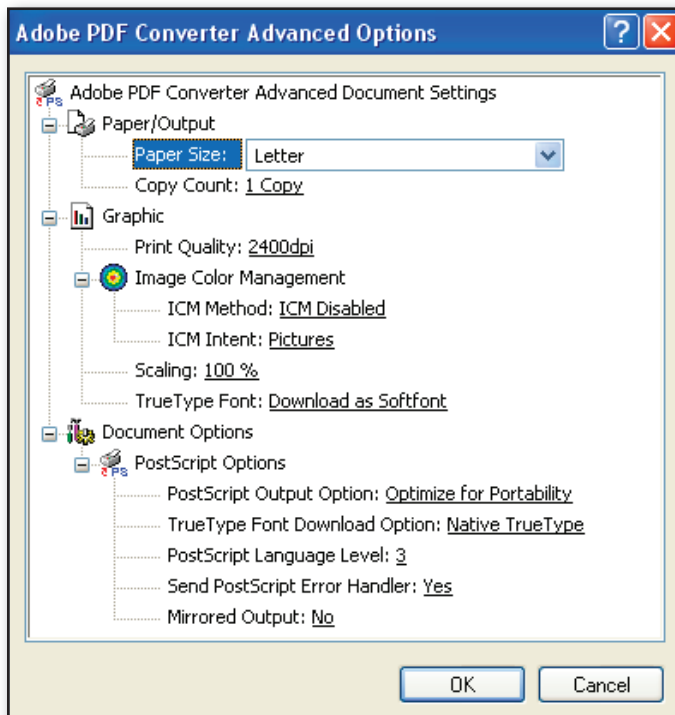 Adobe PDF Converter Advanced Options
Adobe PDF Converter Advanced Document Settings
Paper/Output
Paper Size: Letter
Copy Count: 1 Copy
Graphic
Print Quality: 2400dpi
Image Color Management
ICM Method: ICM Disabled
ICM Intent: Pictures
Scaling: 100 %
TrueType Font: Download as Softfont
Document Options
PostScript Options
PostScript Output Option: Optimize for Portability
TrueType Font Download Option: Native TrueType
PostScript Language Level: 3
Send PostScript Error Handler: Yes
Mirrored Output: No
OK Cancel